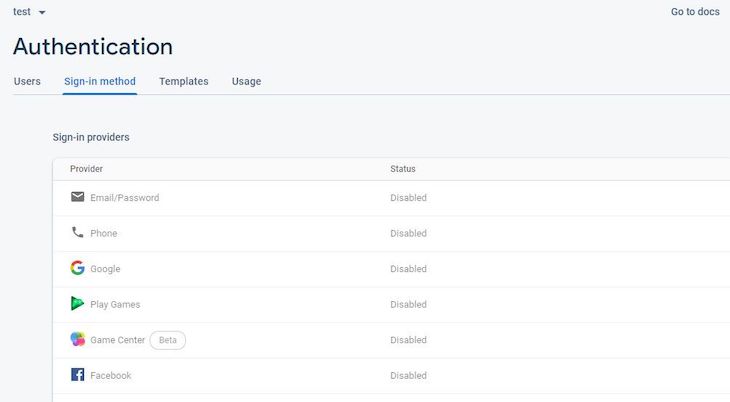 test Go to docs
Authentication
Users Sign-in method Templates Usage
Sign-in providers
Provider Status
Email/Password Disabled
Phone Disabled
Google Disabled
Play Games Disabled
Game Center Beta Disabled
Facebook Disabled